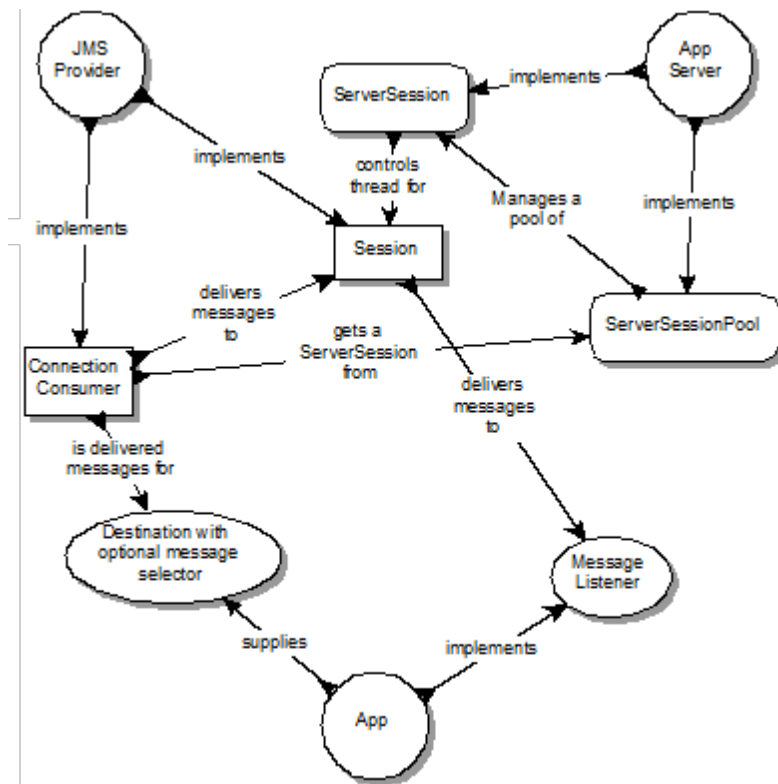 JMS
Provider
App
Server
implements
ServerSession
implements
controls
thread for
Manages a
pool of
implements
implements
Session
delivers
messages
to
gets a
ServerSession
from
ServerSessionPool
Connection
Consumer
delivers
messages
to
is delivered
messages for
Destination with
optional message
selector
Message
Listener
supplies
implements
App